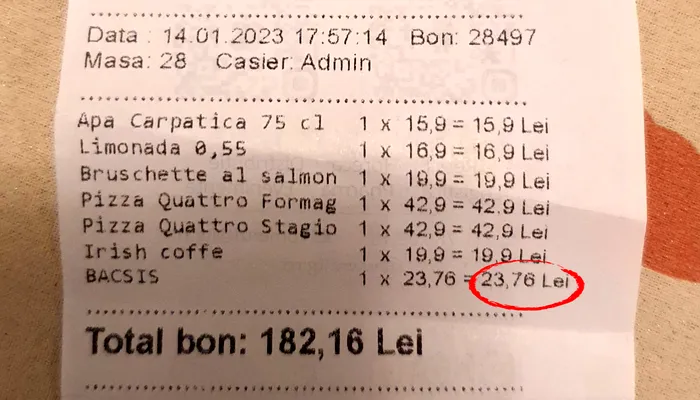 Data : 14.01.2023 17:57:14 Bon: 28497
Masa: 28 Casier: Admin
Apa Carpatica 75 cl 1 x 15,9 = 15,9 Lei
Limonada 0,55 1 x 16,9 = 16,9 Lei
Bruschette al salmon 1 x 19,9 = 19,9 Lei
Pizza Quattro Formag 1 x 42,9 = 42.9 Lei
Pizza Quattro Stagio 1 x 42,9 = 42,9 Lei
Irish coffe 1 x 19,9 = 19,9 Lei
BACSIS 1 x 23,76 = 23,76 Lei
Total bon: 182,16 Lei